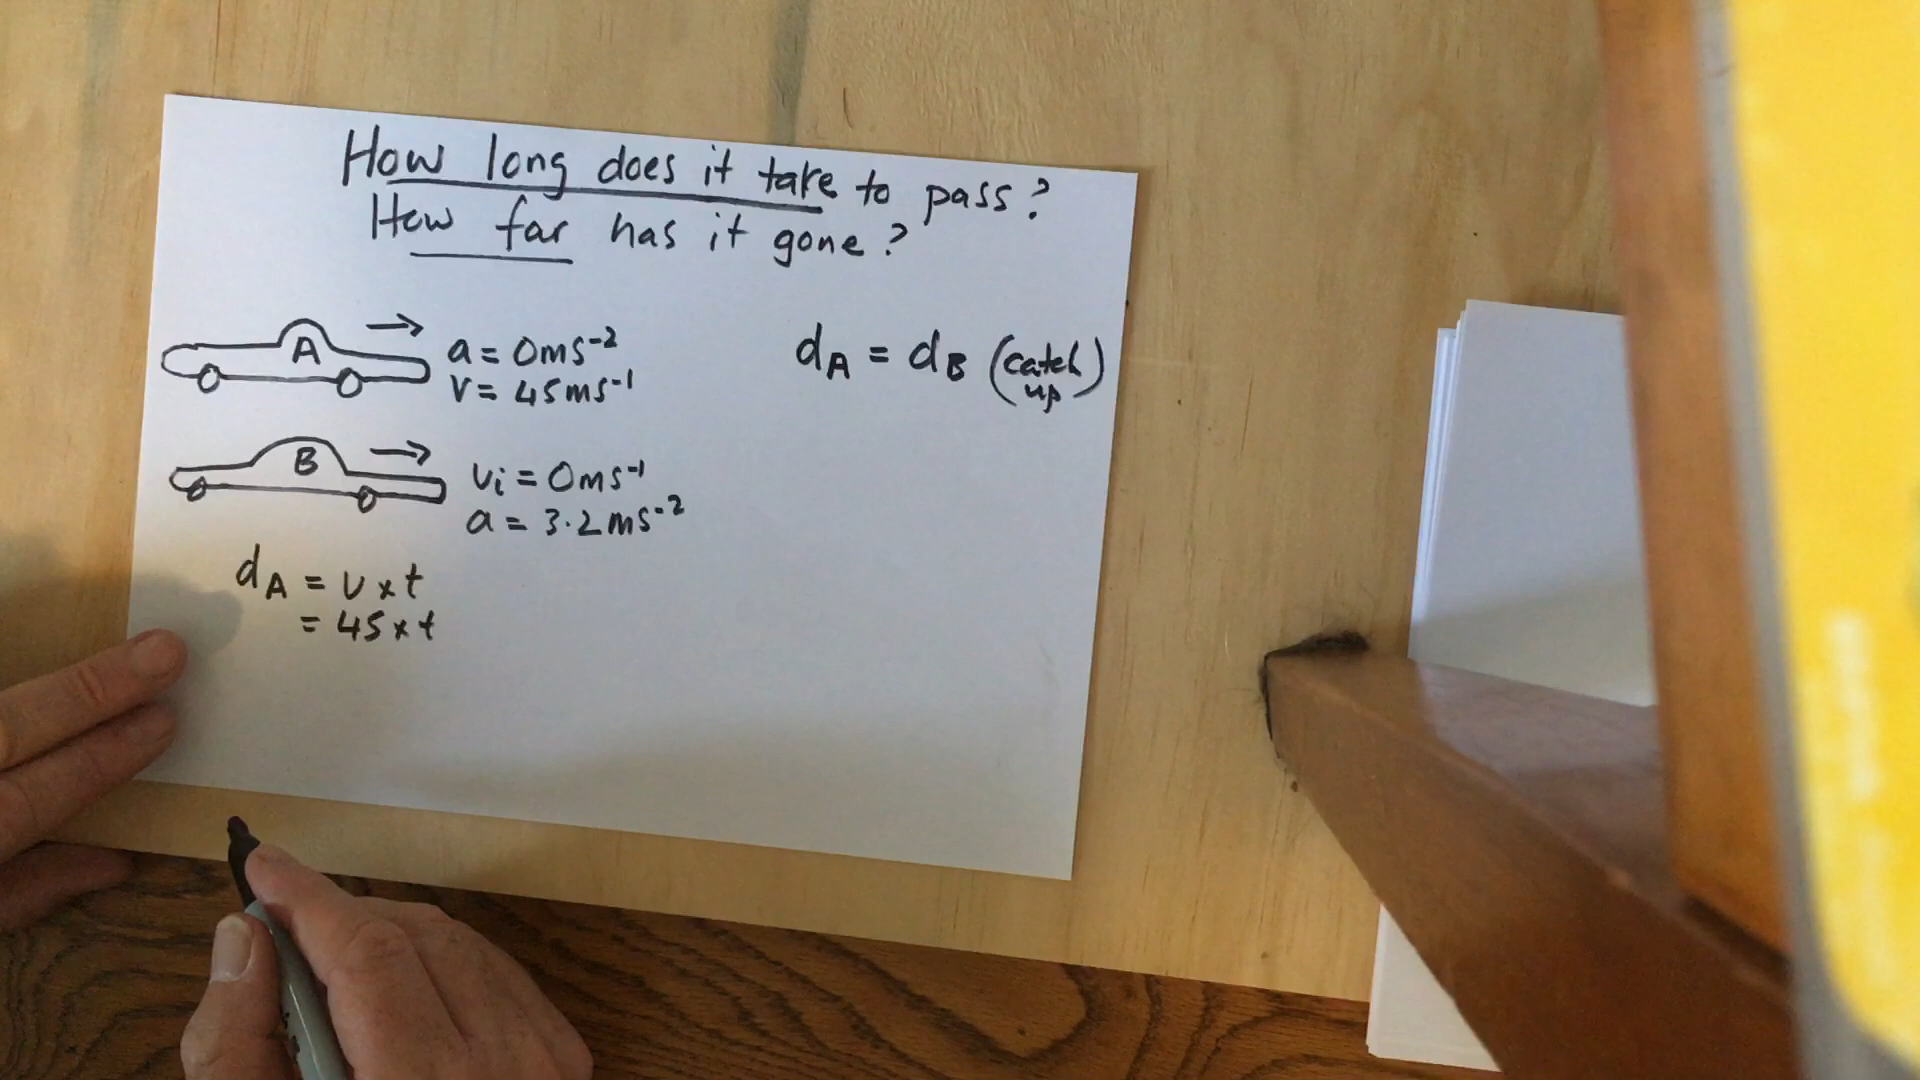 How long does it take to pass?
How far has it gone?
A
a = 0ms⁻²
v = 45ms⁻¹
dA = dB (catch up)
B
vi = 0ms⁻¹
a = 3.2ms⁻²
dA = v × t
= 45 × t